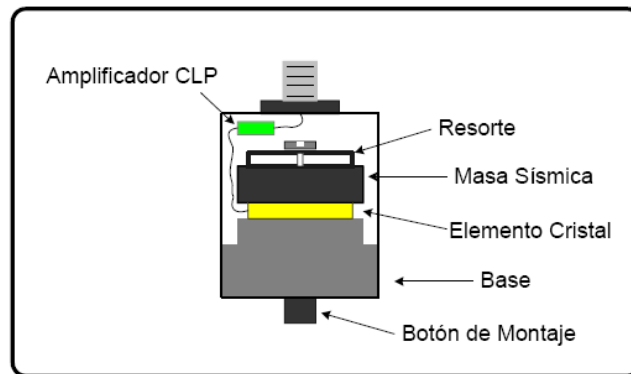 Amplificador CLP
Resorte
Masa Sísmica
Elemento Cristal
Base
Botón de Montaje